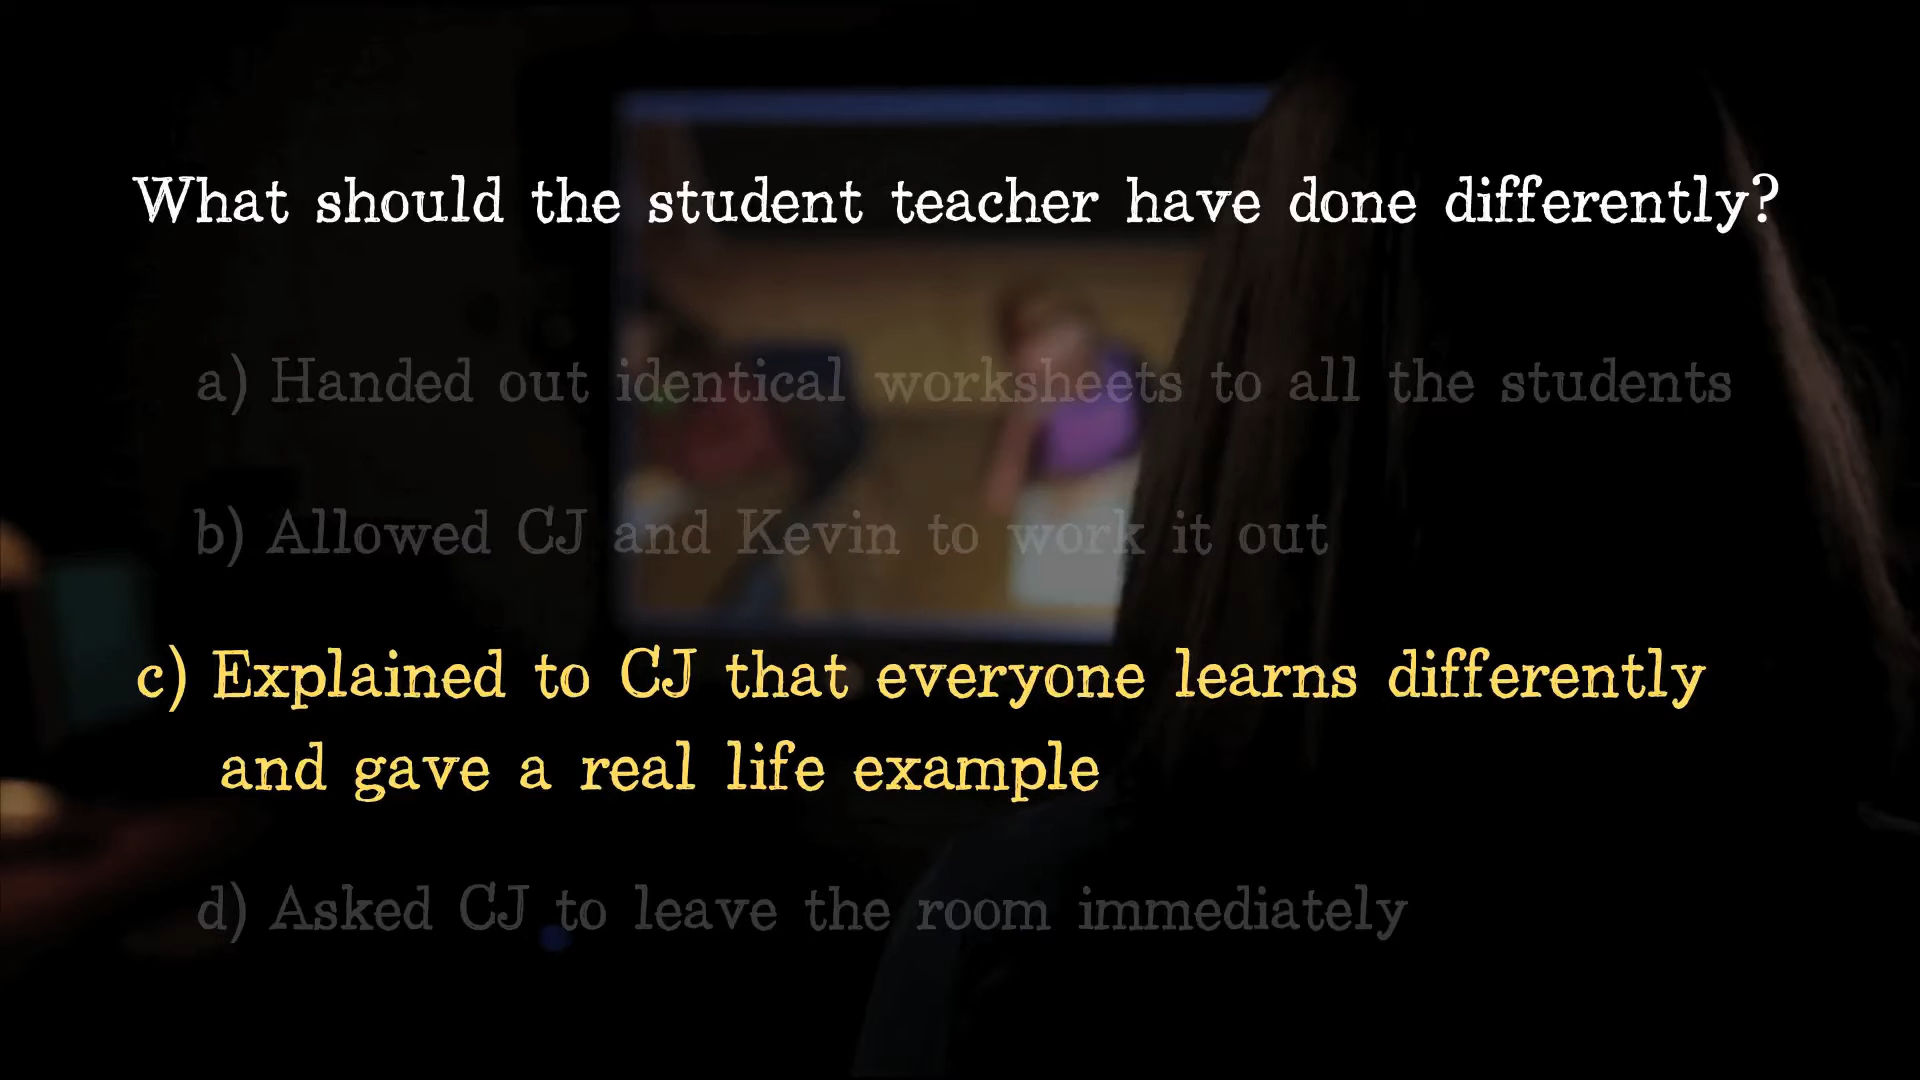 What should the student teacher have done differently?
a) Handed out identical worksheets to all the students
b) Allowed CJ and Kevin to work it out
c) Explained to CJ that everyone learns differently
and gave a real life example
d) Asked CJ to leave the room immediately